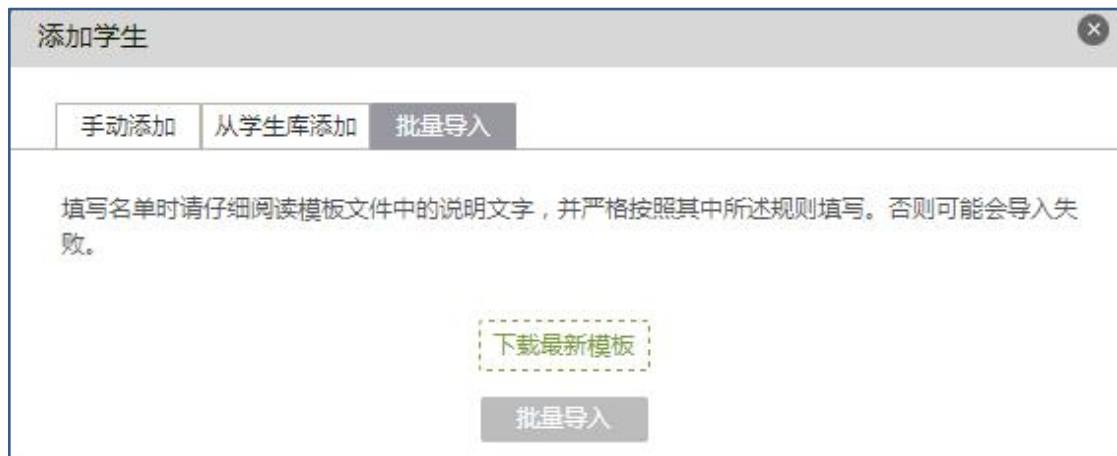 添加学生
手动添加 从学生库添加 批量导入
填写名单时请仔细阅读模板文件中的说明文字，并严格按照其中所述规则填写。否则可能会导入失
败。
下载最新模板
批量导入